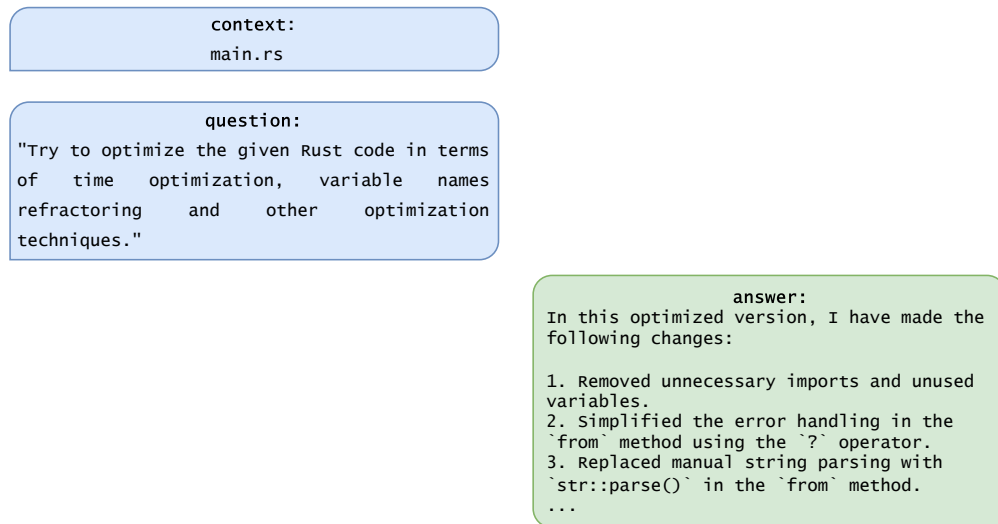 context:
main.rs
question:
"Try to optimize the given Rust code in terms
of time optimization, variable names
refractoring and other optimization
techniques."
answer:
In this optimized version, I have made the
following changes:
1. Removed unnecessary imports and unused
variables.
2. Simplified the error handling in the
`from` method using the `?` operator.
3. Replaced manual string parsing with
`str::parse()` in the `from` method.
...